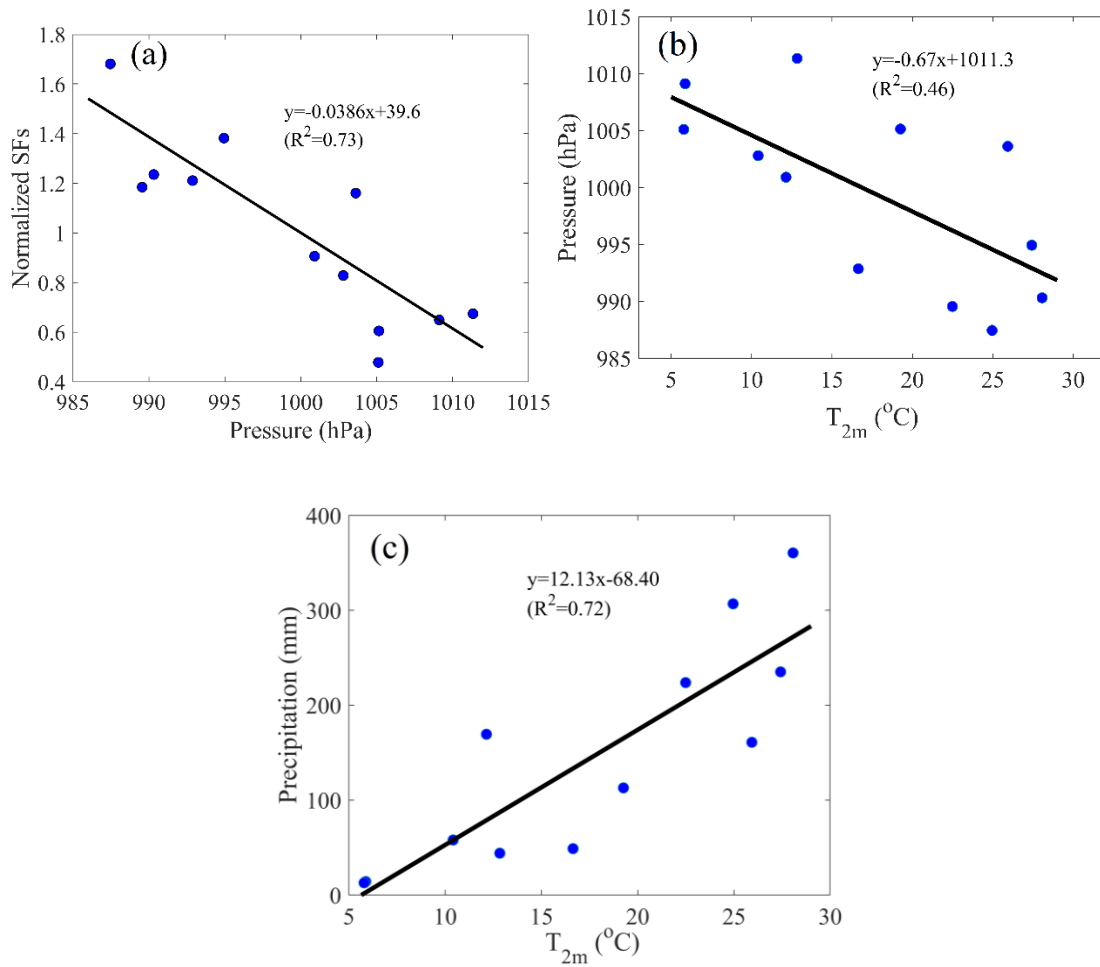 (a)
y=-0.0386x+39.6
(R²=0.73)
Normalized SFs
1.8
1.6
1.4
1.2
1
0.8
0.6
0.4
985 990 995 1000 1005 1010 1015
Pressure (hPa)
(b)
y=-0.67x+1011.3
(R²=0.46)
Pressure (hPa)
1015
1010
1005
1000
995
990
985
5 10 15 20 25 30
T2m (°C)
(c)
y=12.13x-68.40
(R²=0.72)
Precipitation (mm)
400
300
200
100
0
5 10 15 20 25 30
T2m (°C)